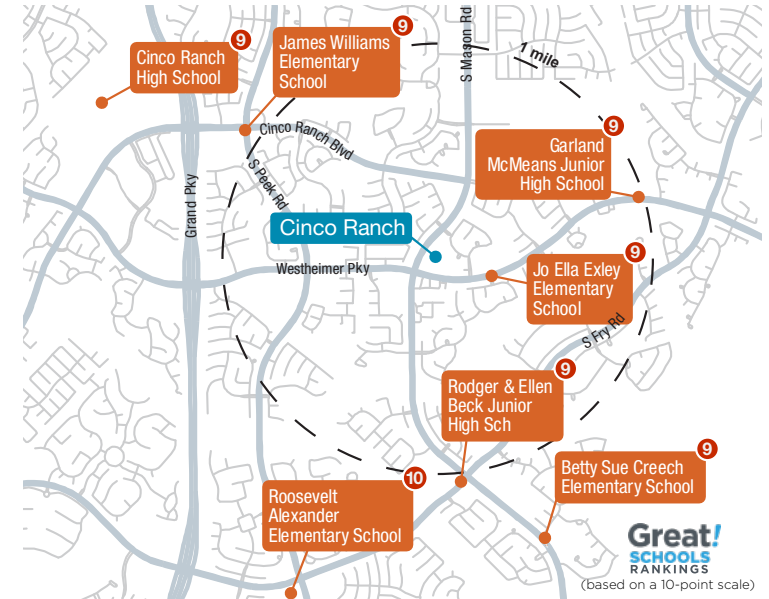 9
Cinco Ranch
High School
9
James Williams
Elementary
School
S Mason Rd
1 mile
Cinco Ranch Blvd
9
Garland
McMeans Junior
High School
S Peek Rd
Grand Pky
Cinco Ranch
Westheimer Pky
9
Jo Ella Exley
Elementary
School
S Fry Rd
9
Rodger & Ellen
Beck Junior
High Sch
9
Betty Sue Creech
Elementary School
10
Roosevelt
Alexander
Elementary School
Great!
SCHOOLS
RANKINGS
(based on a 10-point scale)